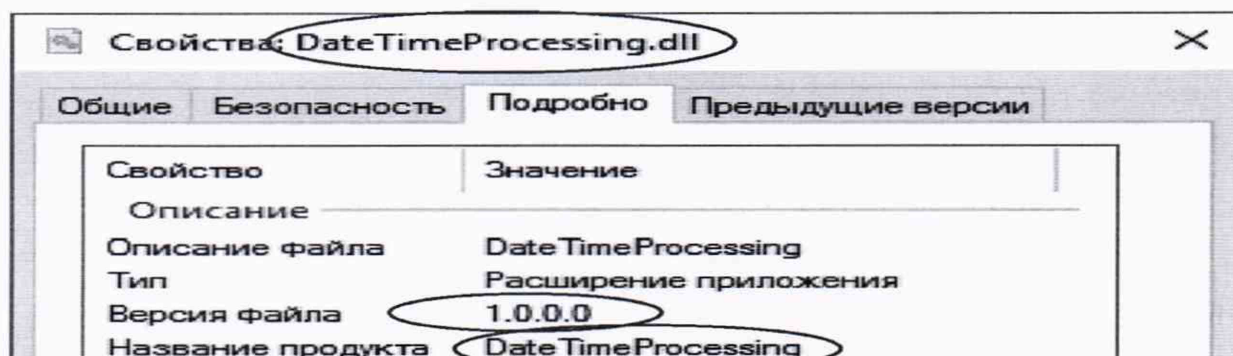 Свойства: DateTimeProcessing.dll
Общие Безопасность Подробно Предыдущие версии
Свойство Значение
Описание
Описание файла DateTimeProcessing
Тип Расширение приложения
Версия файла 1.0.0.0
Название продукта DateTimeProcessing